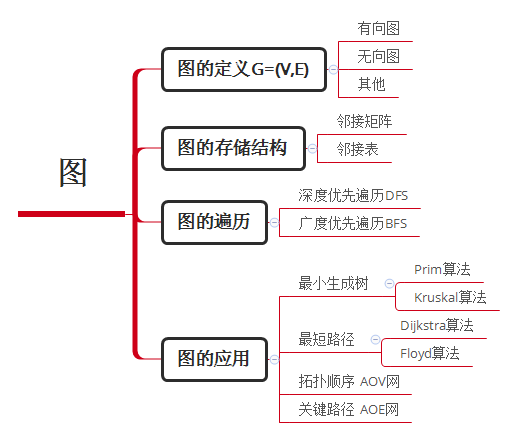 图
图的定义G=(V,E)
有向图
无向图
其他
图的存储结构
邻接矩阵
邻接表
图的遍历
深度优先遍历DFS
广度优先遍历BFS
图的应用
最小生成树
Prim算法
Kruskal算法
最短路径
Dijkstra算法
Floyd算法
拓扑顺序 AOV网
关键路径 AOE网